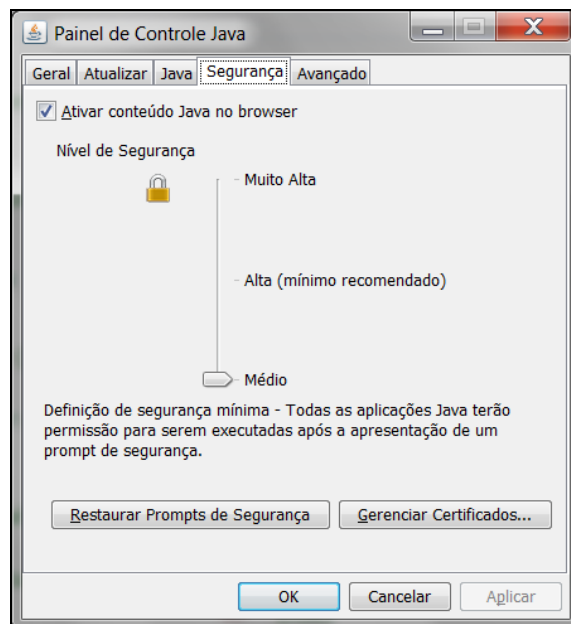 Painel de Controle Java
Geral Atualizar Java Segurança Avançado
Ativar conteúdo Java no browser
Nível de Segurança
- Muito Alta
- Alta (mínimo recomendado)
- Médio
Definição de segurança mínima - Todas as aplicações Java terão
permissão para serem executadas após a apresentação de um
prompt de segurança.
Restaurar Prompts de Segurança Gerenciar Certificados...
OK Cancelar Aplicar